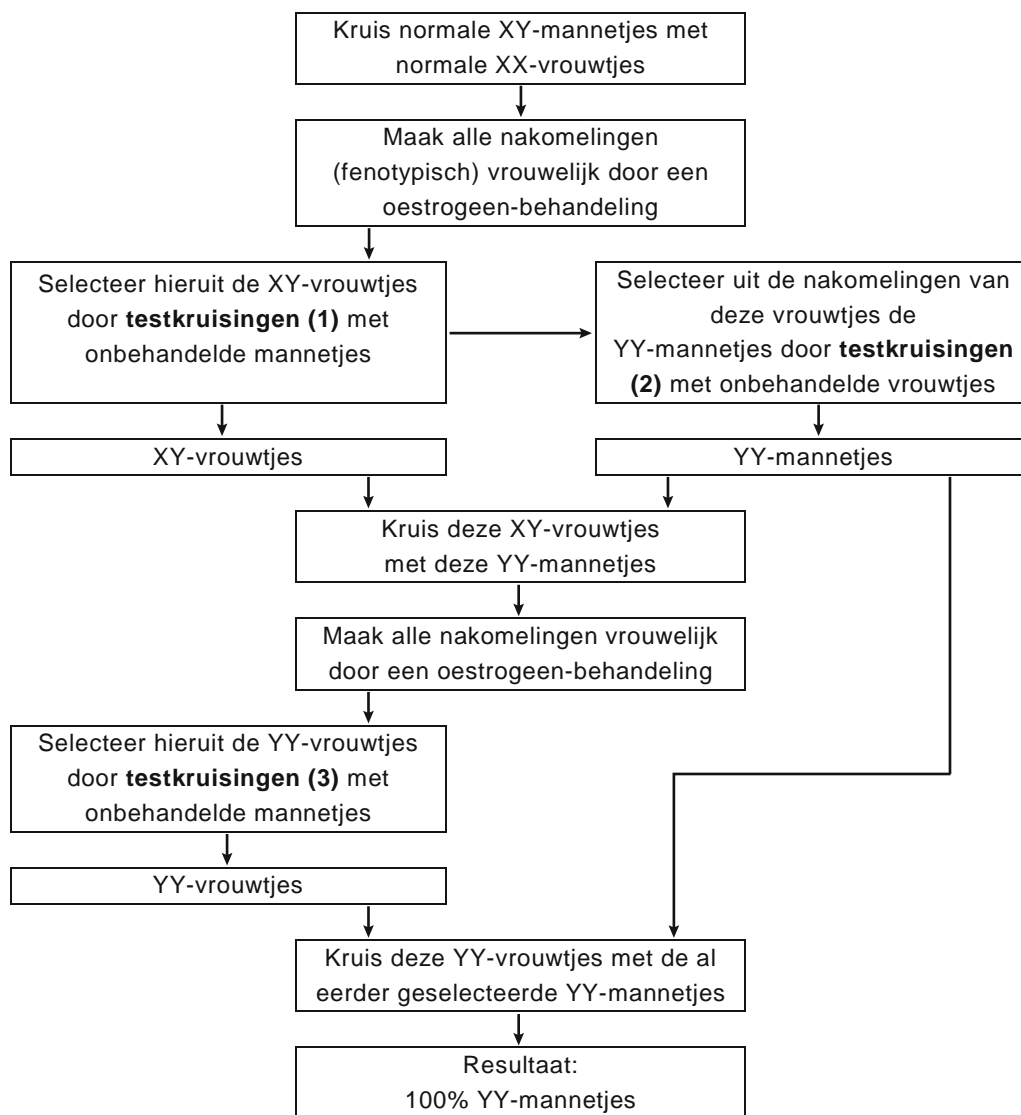 Kruis normale XY-mannetjes met
normale XX-vrouwtjes
Maak alle nakomelingen
(fenotypisch) vrouwelijk door een
oestrogeen-behandeling
Selecteer hieruit de XY-vrouwtjes
door testkruisingen (1) met
onbehandelde mannetjes
Selecteer uit de nakomelingen van
deze vrouwtjes de
YY-mannetjes door testkruisingen
(2) met onbehandelde vrouwtjes
XY-vrouwtjes
YY-mannetjes
Kruis deze XY-vrouwtjes
met deze YY-mannetjes
Maak alle nakomelingen vrouwelijk
door een oestrogeen-behandeling
Selecteer hieruit de YY-vrouwtjes
door testkruisingen (3) met
onbehandelde mannetjes
YY-vrouwtjes
Kruis deze YY-vrouwtjes met de al
eerder geselecteerde YY-mannetjes
Resultaat:
100% YY-mannetjes